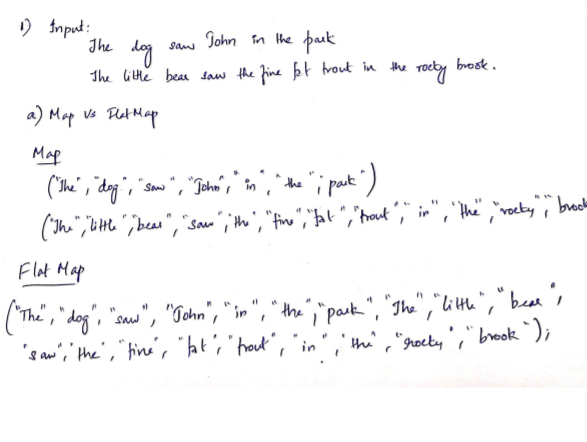 1) Input:
The dog saw John in the park
The little bear saw the fine fat trout in the rocky brook.
a) Map vs FlatMap
Map
("The", "dog", "saw", "John", "in", "the", "park")
("The", "little", "bear", "saw", "the", "fine", "fat", "trout", "in", "the", "rocky", "brook
Flat Map
("The", "dog", "saw", "John", "in", "the", "park", "The", "little", "bear",
"saw", "the", "fine", "fat", "trout", "in", "the", "rocky", "brook");